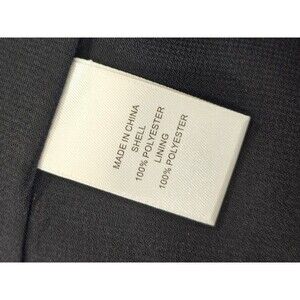 MADE IN CHINA
SHELL
100% POLYESTER
LINING
100% POLYESTER